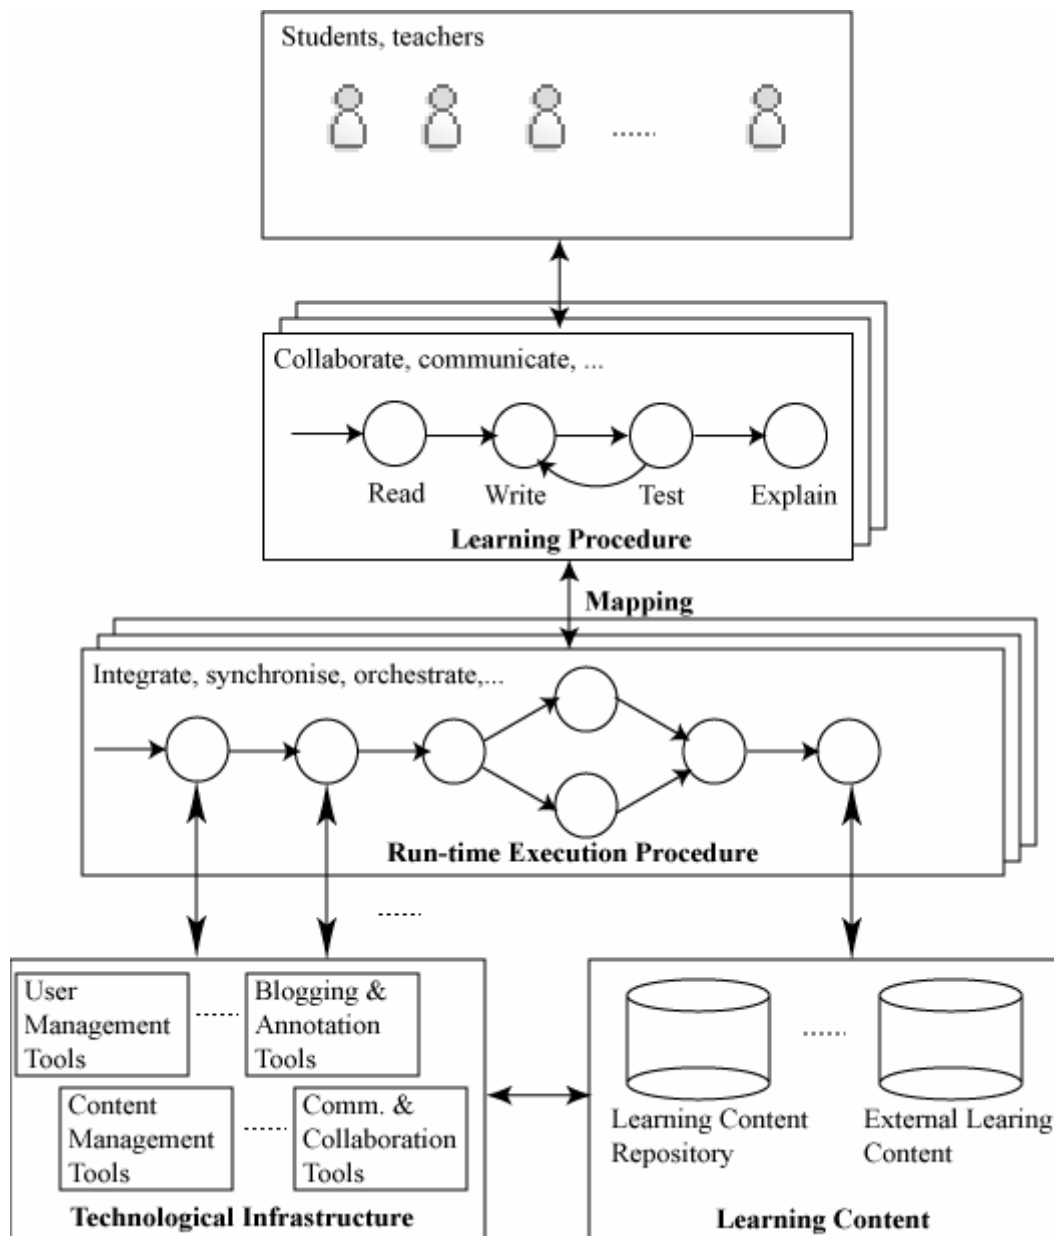 Students, teachers
......
Collaborate, communicate, ...
Read Write Test Explain
Learning Procedure
Mapping
Integrate, synchronise, orchestrate,...
Run-time Execution Procedure
......
User
Management
Tools
......
Blogging &
Annotation
Tools
Content
Management
Tools
......
Comm. &
Collaboration
Tools
Technological Infrastructure
......
Learning Content
Repository
External Learing
Content
Learning Content